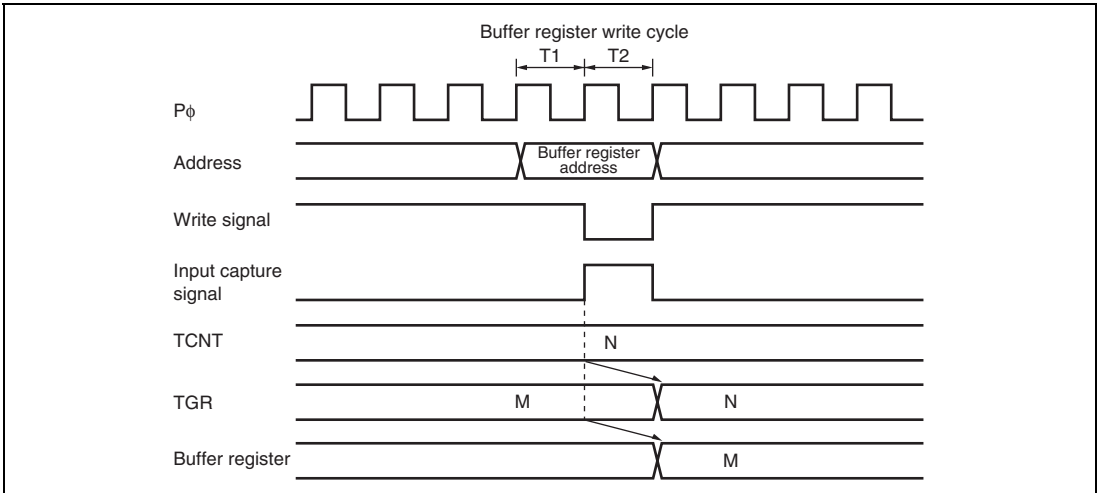 Buffer register write cycle
T1 T2
Pϕ
Address
Buffer register
address
Write signal
Input capture
signal
TCNT
N
TGR
M N
Buffer register
M